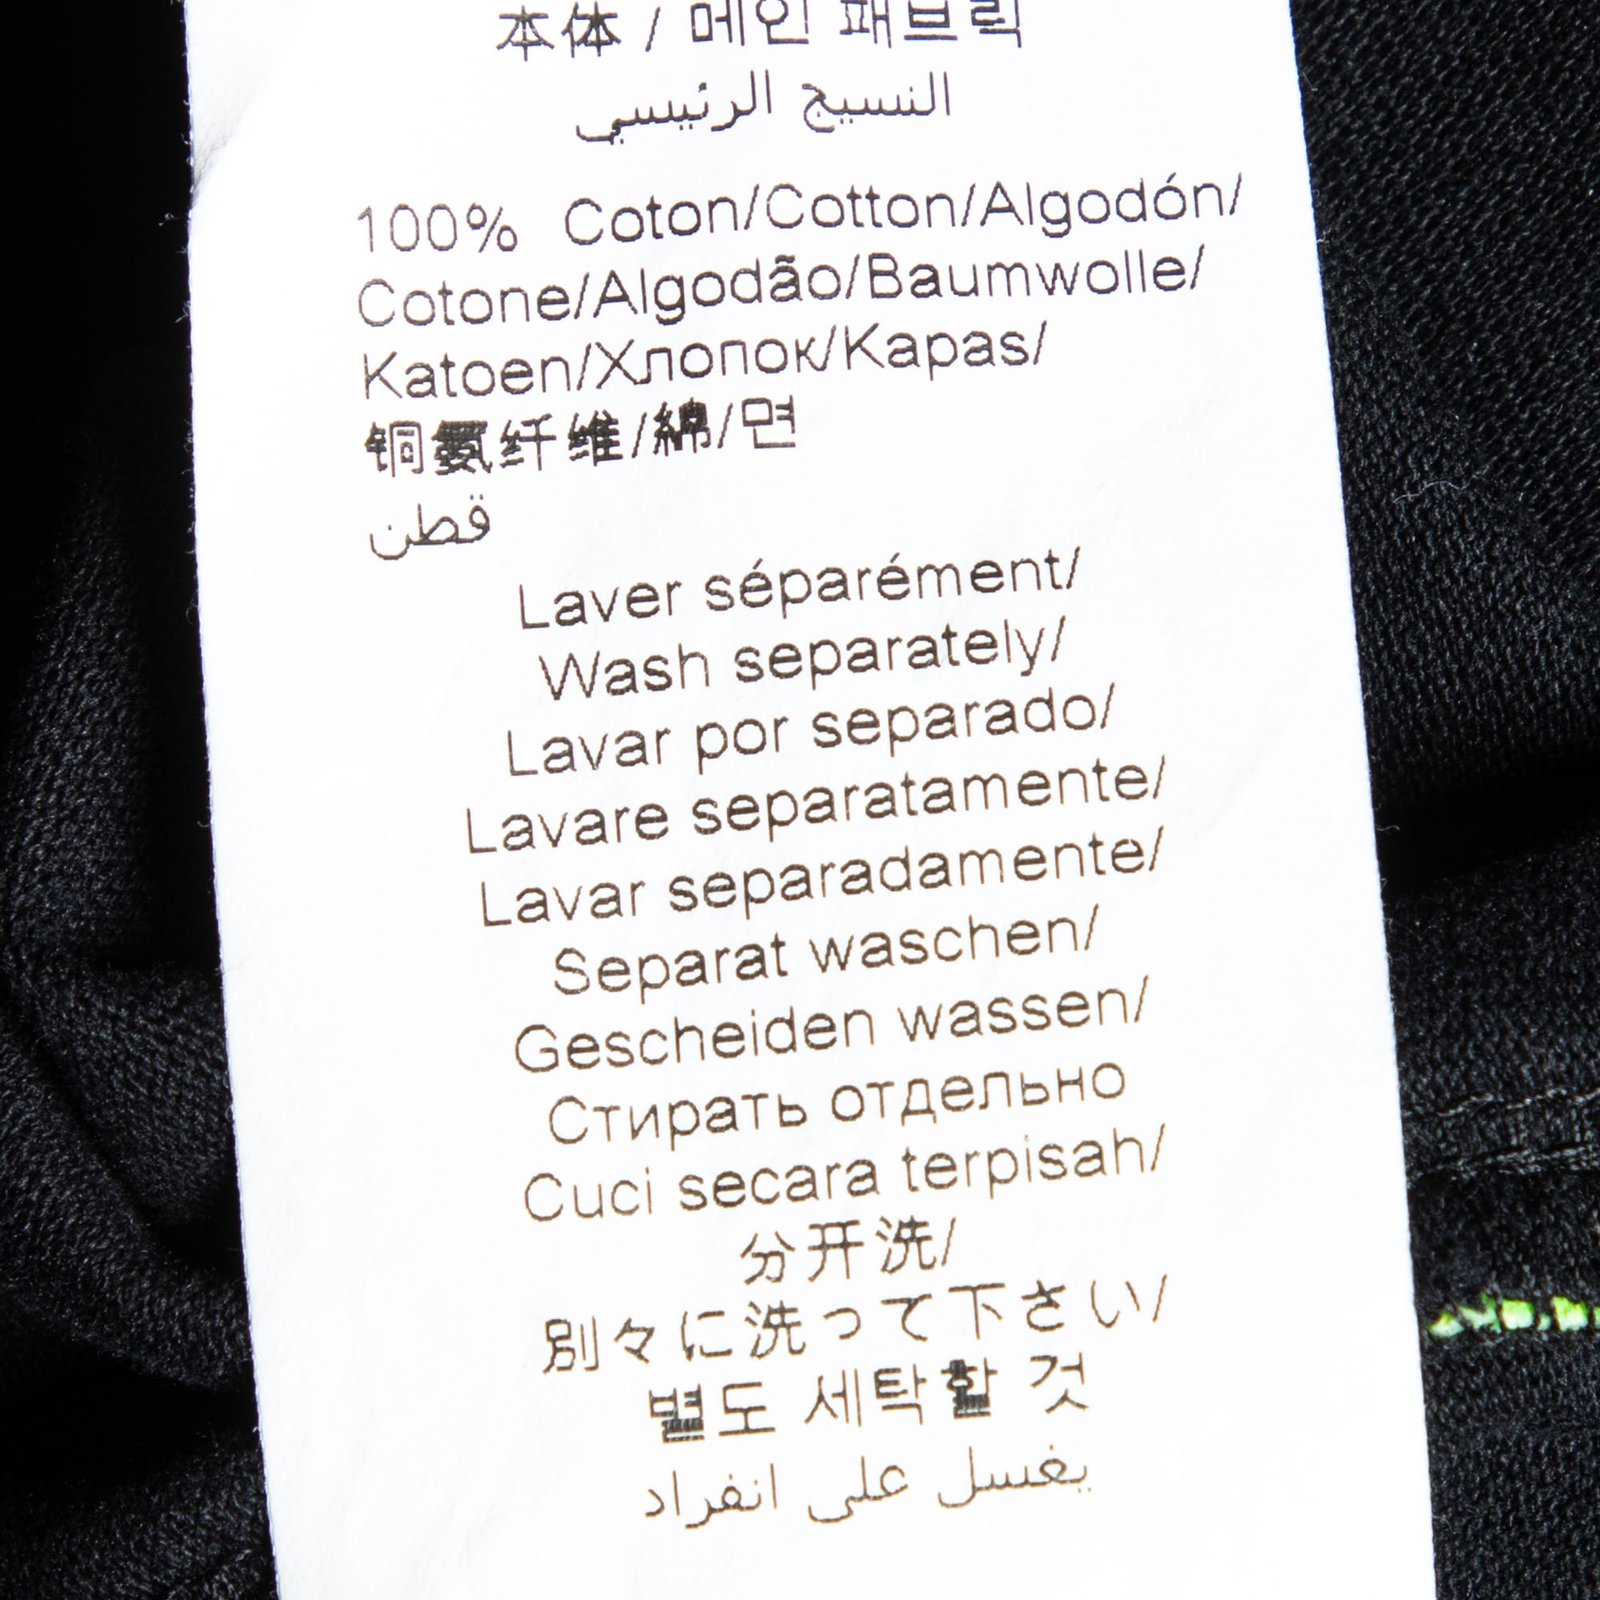 本体 / 메인 패브릭
النسيج الرئيسي
100% Coton/Cotton/Algodón/
Cotone/Algodão/Baumwolle/
Katoen/Хлопок/Kapas/
铜氨纤维/綿/면
قطن
Laver séparément/
Wash separately/
Lavar por separado/
Lavare separatamente/
Lavar separadamente/
Separat waschen/
Gescheiden wassen/
Стирать отдельно
Cuci secara terpisah/
分开洗/
別々に洗って下さい/
별도 세탁할 것
يغسل على انفراد